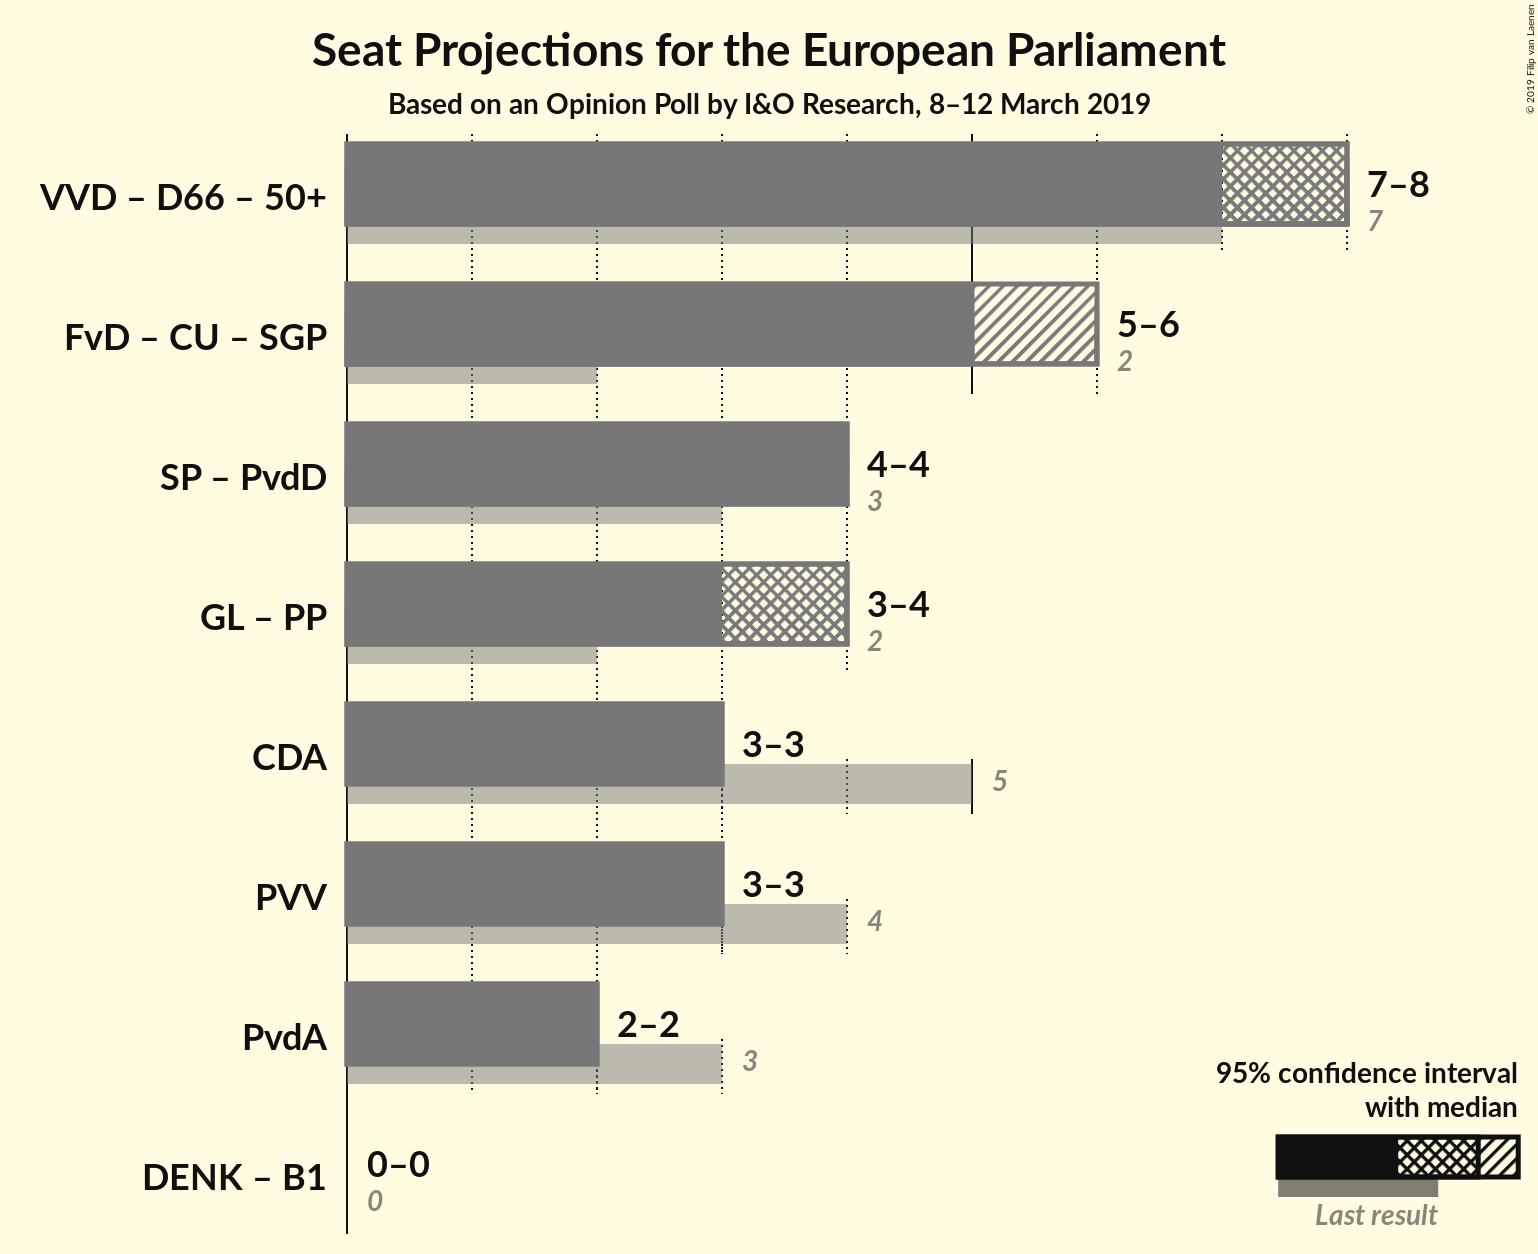 Seat Projections for the European Parliament
Based on an Opinion Poll by I&O Research, 8–12 March 2019
© 2019 Filip van Laenen
VVD – D66 – 50+
7–8
7
FvD – CU – SGP
5–6
2
SP – PvdD
4–4
3
GL – PP
3–4
2
CDA
3–3
5
PVV
3–3
4
PvdA
2–2
3
DENK – B1
0–0
0
95% confidence interval
with median
Last result